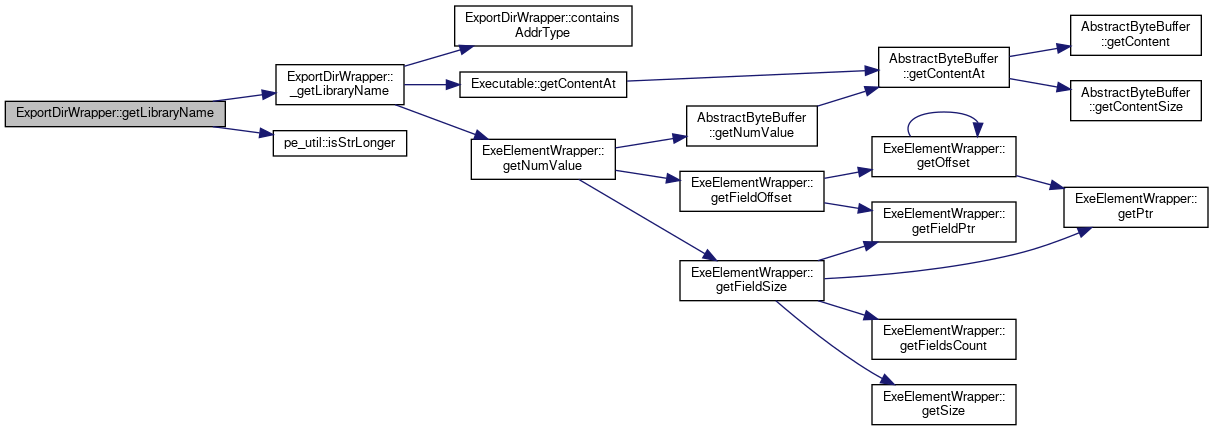 ExportDirWrapper::getLibraryName
ExportDirWrapper::
_getLibraryName
pe_util::isStrLonger
ExportDirWrapper::contains
AddrType
Executable::getContentAt
ExeElementWrapper::
getNumValue
AbstractByteBuffer
::getNumValue
ExeElementWrapper::
getFieldOffset
ExeElementWrapper::
getFieldSize
AbstractByteBuffer
::getContentAt
ExeElementWrapper::
getOffset
ExeElementWrapper::
getFieldPtr
ExeElementWrapper::
getFieldsCount
ExeElementWrapper::
getSize
AbstractByteBuffer
::getContent
AbstractByteBuffer
::getContentSize
ExeElementWrapper::
getPtr